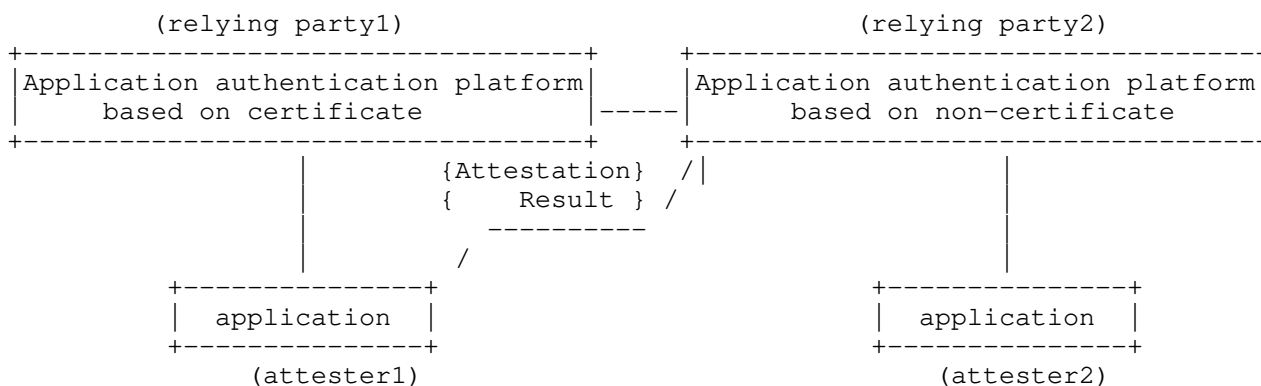 (relying party1) (relying party2)
Application authentication platform Application authentication platform
based on certificate based on non-certificate
{Attestation}
{ Result }
application application
(attester1) (attester2)